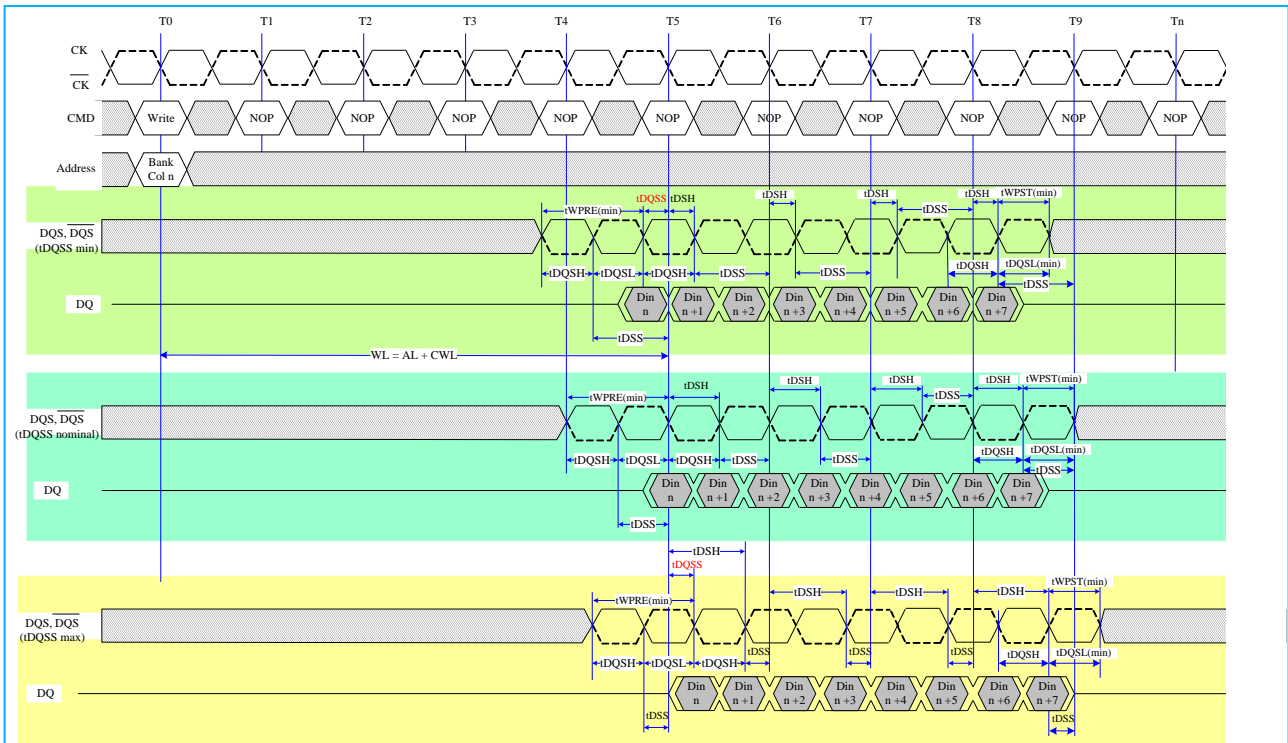 T0 T1 T2 T3 T4 T5 T6 T7 T8 T9 Tn
CK
CK
CMD Write NOP NOP NOP NOP NOP NOP NOP NOP NOP NOP
Address Bank
Col n
tDQSS tDSH tDSH tDSH tDSH tWPST(min)
tWPRE(min) tDSS
DQS, DQS
(tDQSS min)
tDQSH tDQSL tDQSH tDSS tDSS tDQSH tDQSL(min)
tDSS
DQ Din Din Din Din Din Din Din Din
n n +1 n +2 n +3 n +4 n +5 n +6 n +7
tDSS
WL = AL + CWL
tDSH tDSH tDSH tDSH tWPST(min)
tWPRE(min) tDSS
DQS, DQS
(tDQSS nominal)
tDQSH tDQSL tDQSH tDSS tDSS tDQSH tDQSL(min)
tDSS
DQ Din Din Din Din Din Din Din Din
n n +1 n +2 n +3 n +4 n +5 n +6 n +7
tDSS
tDSH
tDQSS
tWPRE(min) tDSH tDSH tDSH tWPST(min)
DQS, DQS
(tDQSS max)
tDSS tDSS tDSS
tDQSH tDQSL tDQSH tDQSH tDQSL(min)
DQ Din Din Din Din Din Din Din Din
n n +1 n +2 n +3 n +4 n +5 n +6 n +7
tDSS tDSS